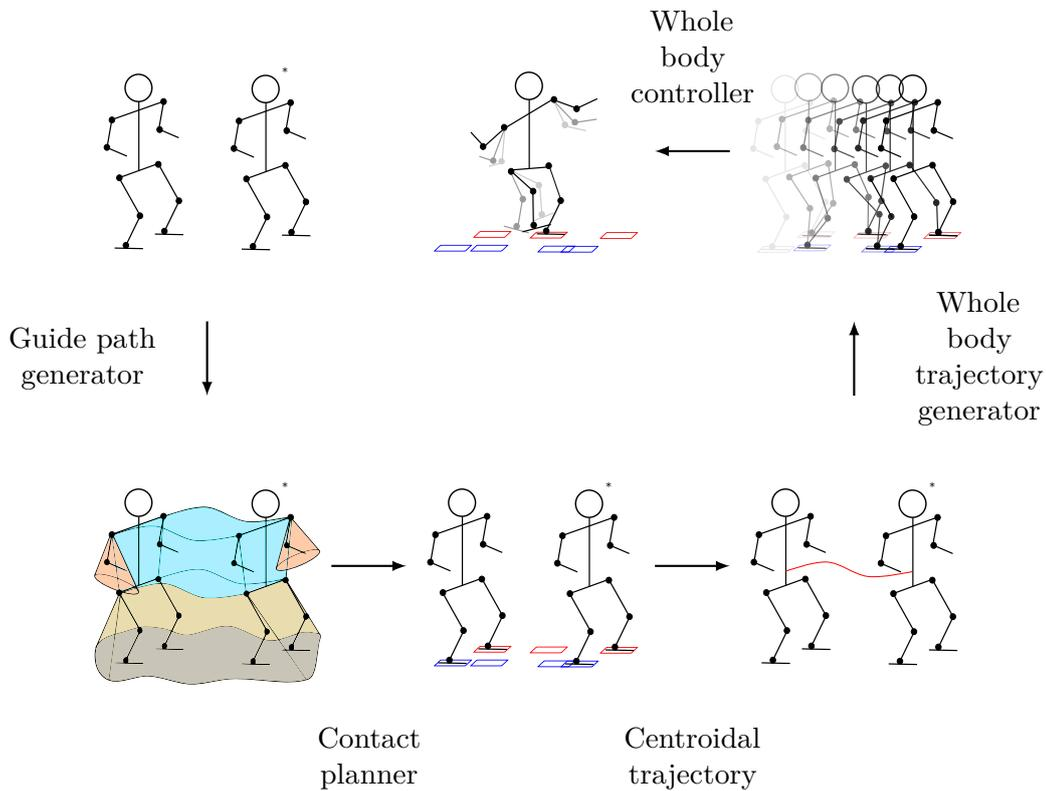 Whole
body
controller
*
Guide path
generator
Whole
body
trajectory
generator
*
*
*
Contact
planner
Centroidal
trajectory